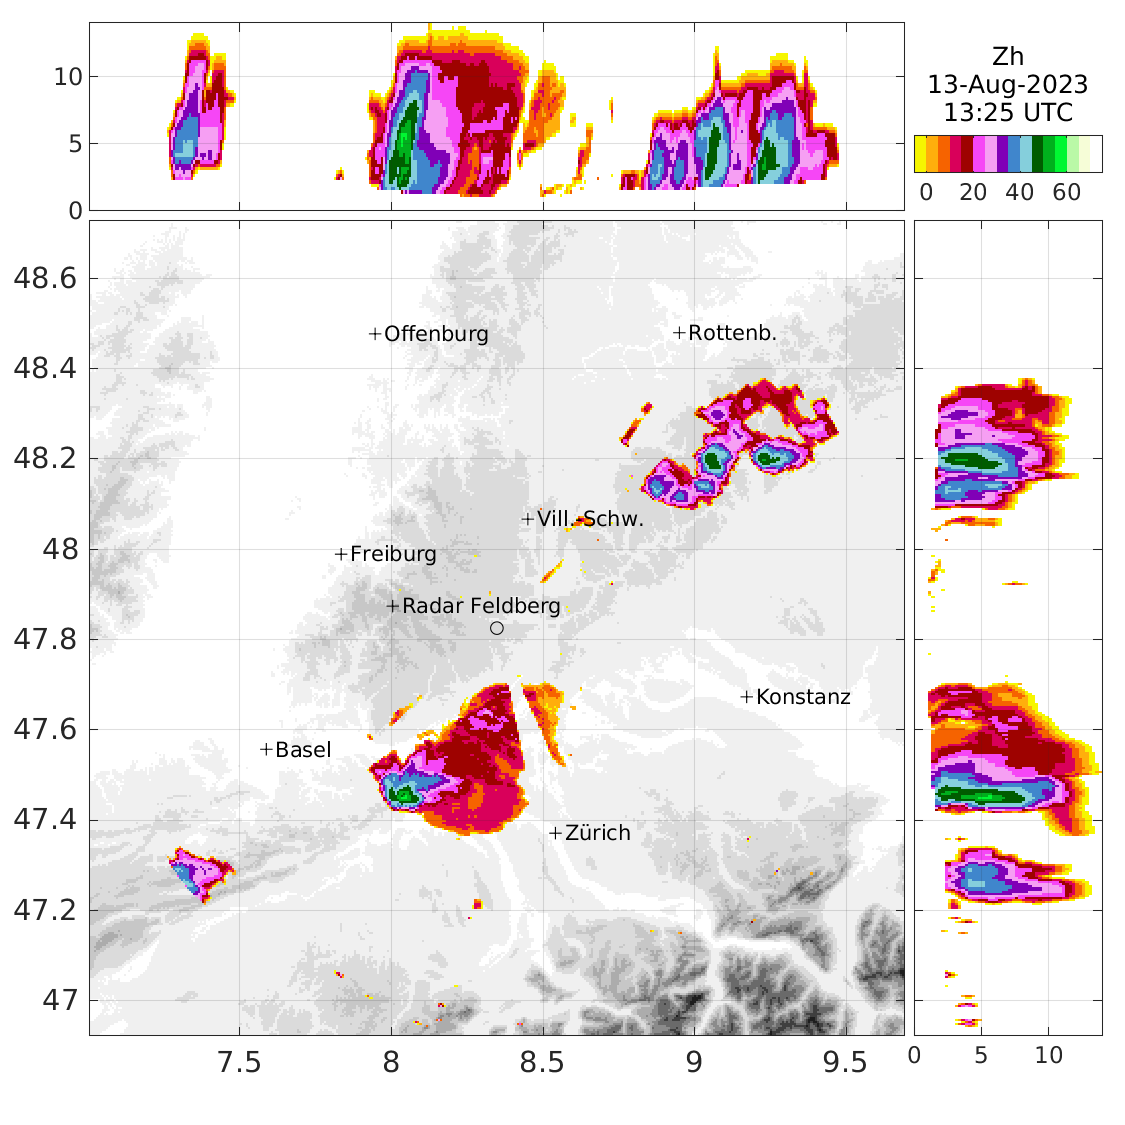 Zh
13-Aug-2023
13:25 UTC
0 20 40 60
10
5
0
48.6
48.4
48.2
48
47.8
47.6
47.4
47.2
47
+Offenburg
+Rottenb.
+Vill.-Schw.
+Freiburg
+Radar Feldberg
+Konstanz
+Basel
+Zürich
7.5 8 8.5 9 9.5
0 5 10